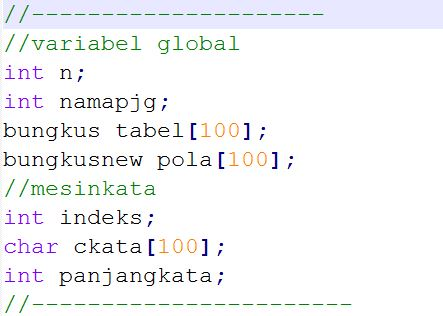 //---------------------
//variabel global
int n;
int namapjg;
bungkus tabel[100];
bungkusnew pola[100];
//mesinkata
int indeks;
char ckata[100];
int panjangkata;
//-----------------------